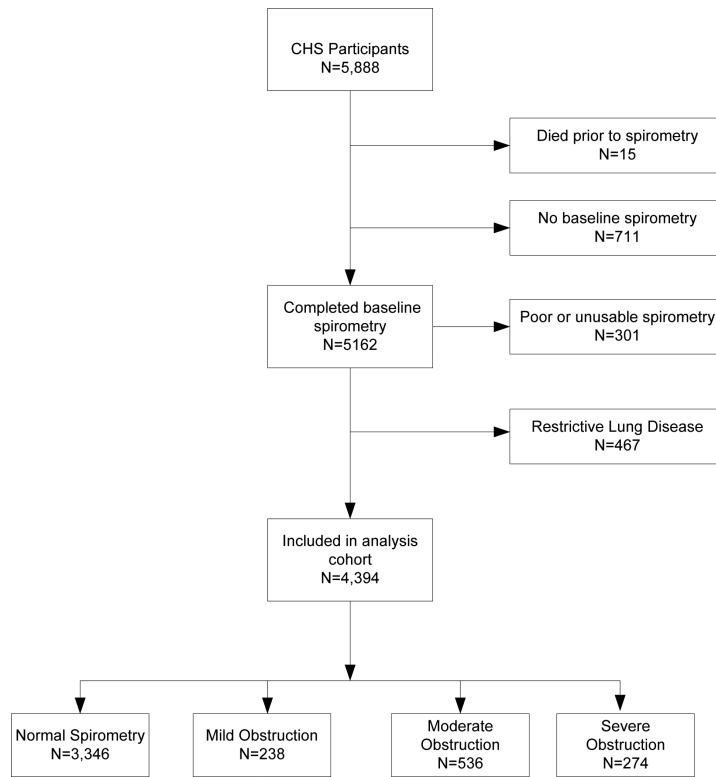 CHS Participants
N=5,888
Died prior to spirometry
N=15
No baseline spirometry
N=711
Completed baseline
spirometry
N=5162
Poor or unusable spirometry
N=301
Restrictive Lung Disease
N=467
Included in analysis
cohort
N=4,394
Normal Spirometry
N=3,346
Mild Obstruction
N=238
Moderate
Obstruction
N=536
Severe
Obstruction
N=274